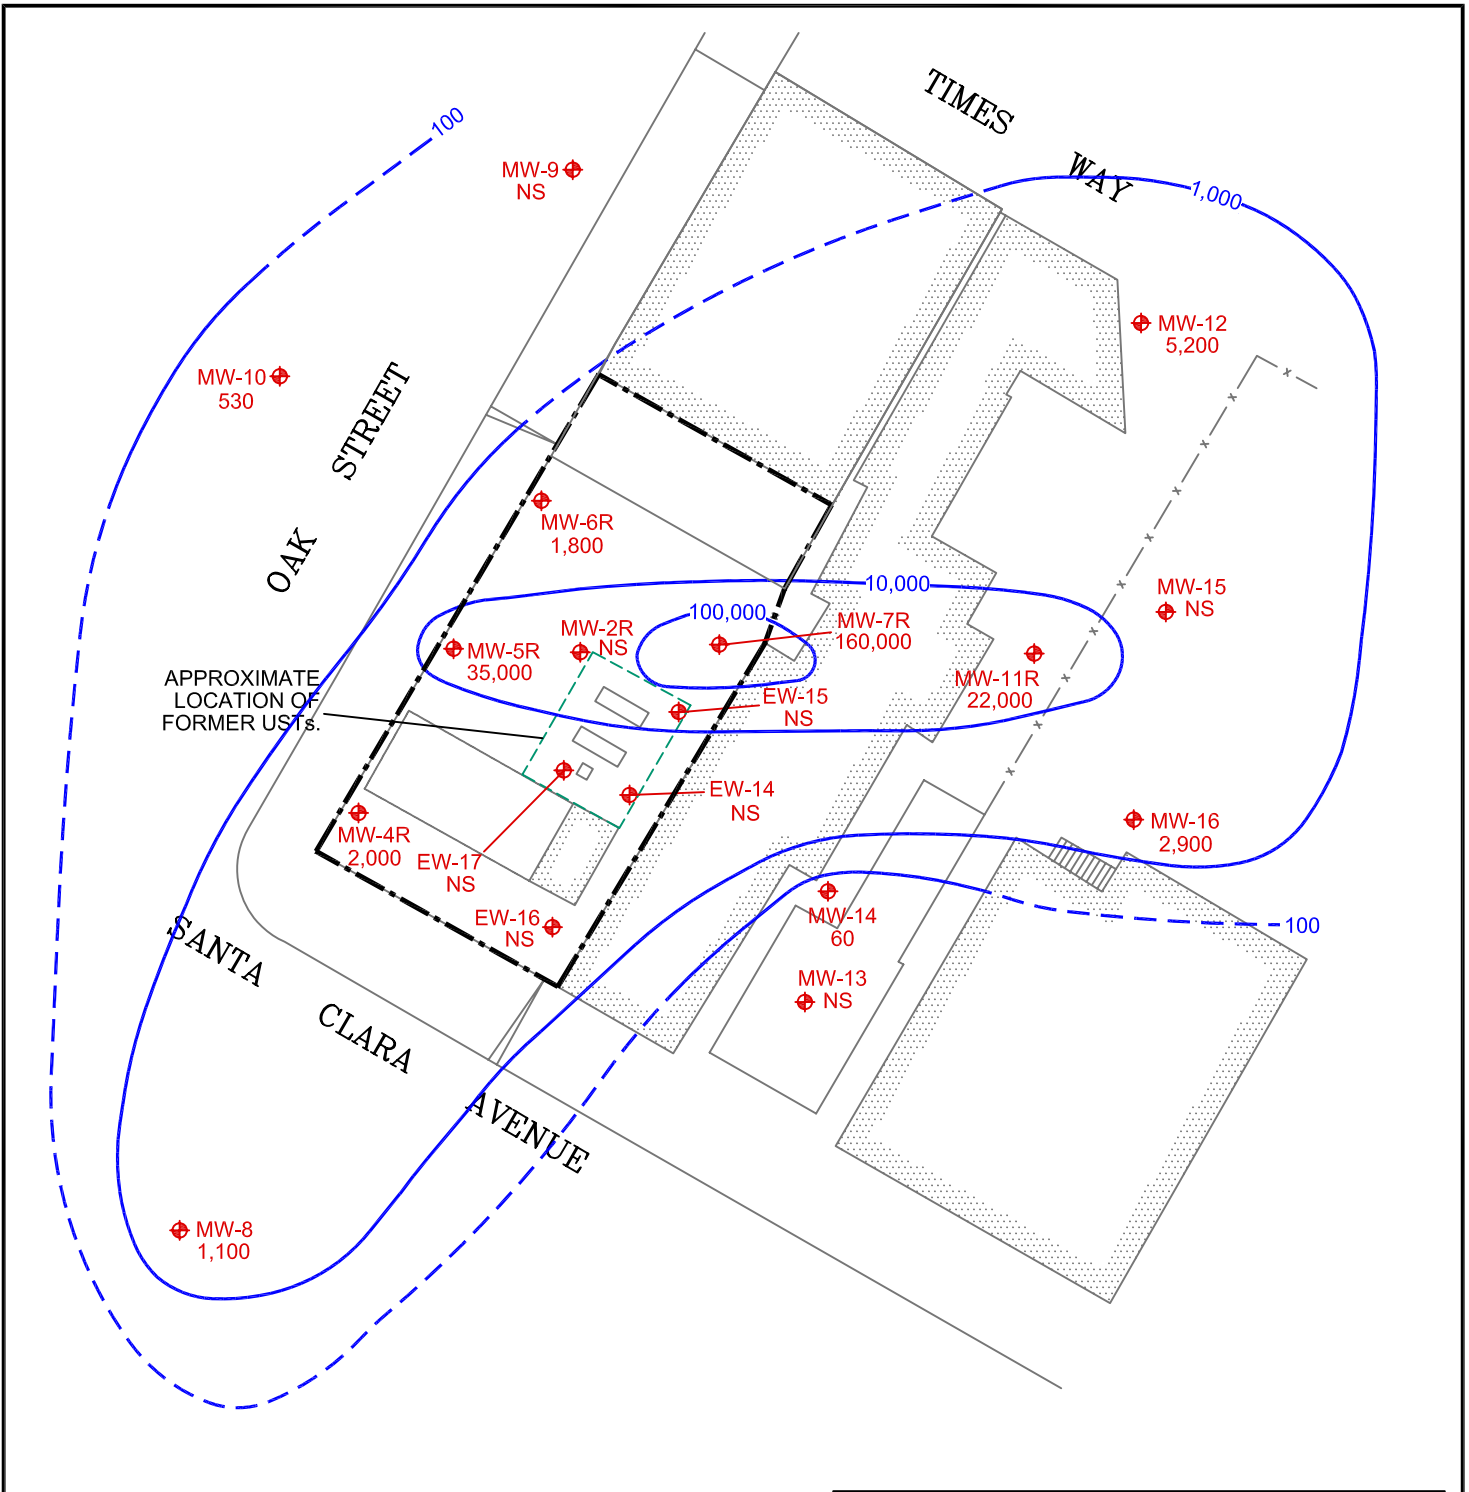 TIMES
WAY
100
MW-9
NS
1,000
MW-12
5,200
MW-10
530
STREET
OAK
MW-6R
1,800
10,000
MW-15
NS
100,000
MW-7R
160,000
MW-2R
NS
MW-5R
35,000
MW-11R
22,000
APPROXIMATE
LOCATION OF
FORMER USTs.
EW-15
NS
EW-14
NS
MW-16
2,900
MW-4R
2,000
EW-17
NS
MW-14
60
EW-16
NS
100
MW-13
NS
SANTA
CLARA
AVENUE
MW-8
1,100